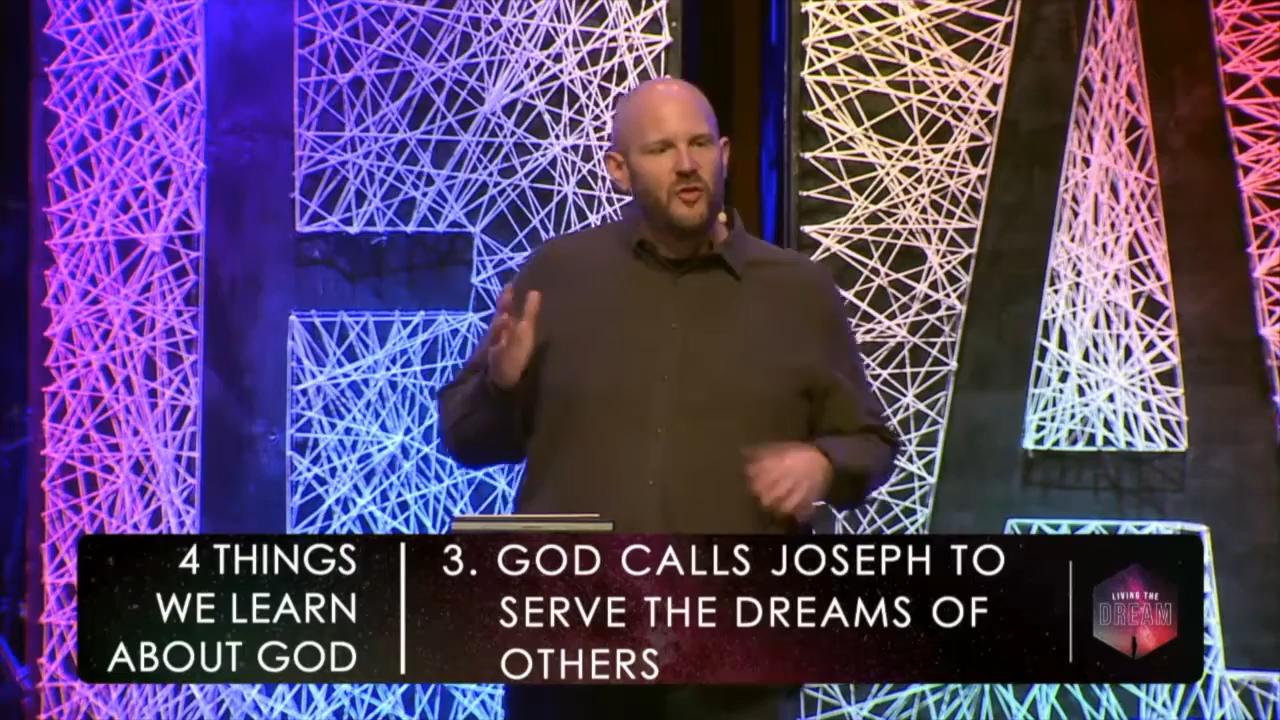 4 THINGS
WE LEARN
ABOUT GOD
3. GOD CALLS JOSEPH TO
SERVE THE DREAMS OF
OTHERS
LIVING THE
DREAM